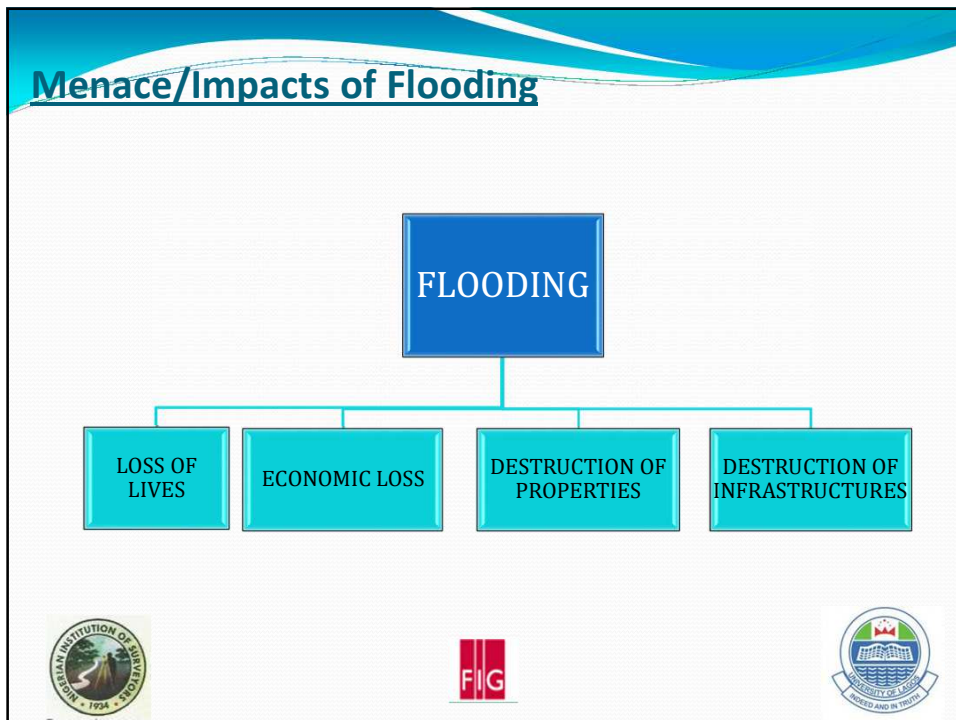 Menace/Impacts of Flooding
FLOODING
LOSS OF
LIVES
ECONOMIC LOSS
DESTRUCTION OF
PROPERTIES
DESTRUCTION OF
INFRASTRUCTURES
NIGERIAN INSTITUTION OF SURVEYORS
1934
FIG
UNIVERSITY OF LAGOS
INDEED AND IN TRUTH